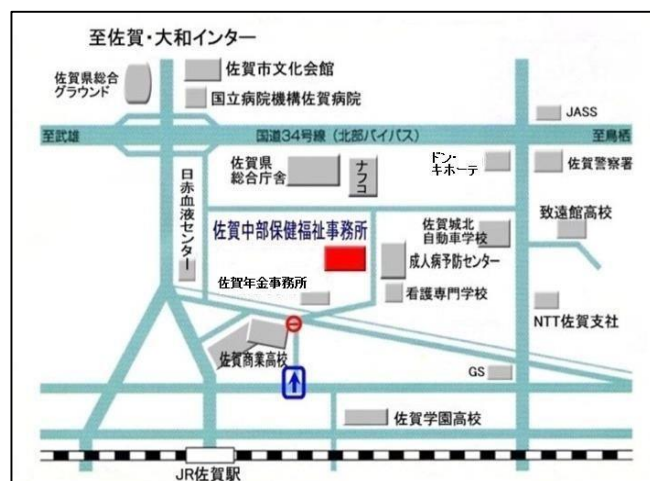 至佐賀・大和インター
佐賀県総合
グラウンド
佐賀市文化会館
国立病院機構佐賀病院
JASS
至武雄
国道34号線（北部バイパス）
至鳥栖
佐賀県
総合庁舎
ナフコ
ドン・
キホーテ
佐賀警察署
日赤血液センター
佐賀中部保健福祉事務所
佐賀城北
自動車学校
致遠館高校
成人病予防センター
佐賀年金事務所
看護専門学校
NTT佐賀支社
佐賀商業高校
GS
佐賀学園高校
JR佐賀駅